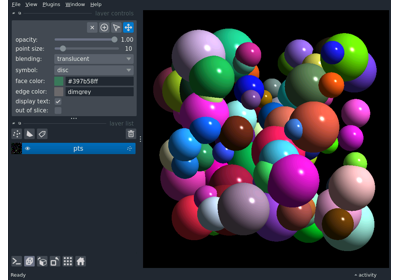 File View Plugins Window Help
layer controls
opacity: 1.00
point size: 10
blending: translucent
symbol: disc
face color: #397b58ff
edge color: dimgrey
display text:
out of slice:
layer list
pts
Ready activity